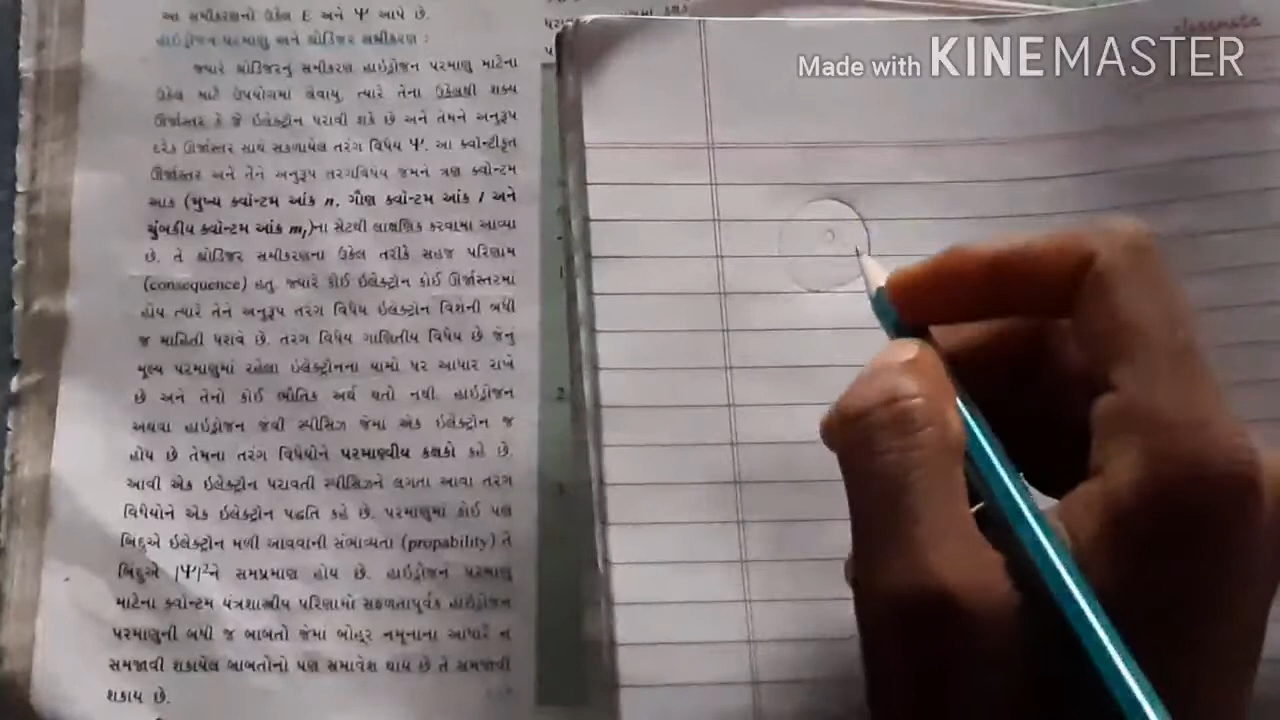 આ સમીકરણનો ઉકેલ E અને Ψ આપે છે.
હાઇડ્રોજન પરમાણુ અને શ્રોડિંજર સમીકરણ :
જ્યારે શ્રોડિંજરનું સમીકરણ હાઇડ્રોજન પરમાણુ માટેના
ઉકેલ માટે ઉપયોગમાં લેવાયુ, ત્યારે તેના ઉકેલથી શક્ય
ઊર્જાસ્તર કે જે ઇલેક્ટ્રોન ધરાવી શકે છે અને તેમને અનુરૂપ
દરેક ઊર્જાસ્તર સાથે સંકળાયેલ તરંગ વિધેય Ψ. આ ક્વૉન્ટીકૃત
ઊર્જાસ્તર અને તેને અનુરૂપ તરંગવિધેય જેમને ત્રણ ક્વોન્ટમ
આંક (મુખ્ય ક્વૉન્ટમ આંક n, ગૌણ ક્વૉન્ટમ આંક l અને
ચુંબકીય ક્વૉન્ટમ આંક mₗ)ના સેટથી લાક્ષણિક કરવામાં આવ્યા
છે. તે શ્રોડિંજર સમીકરણના ઉકેલ તરીકે સહજ પરિણામ
(consequence) હતું. જ્યારે કોઈ ઇલેક્ટ્રોન કોઈ ઊર્જાસ્તરમાં
હોય ત્યારે તેને અનુરૂપ તરંગ વિધેય ઇલેક્ટ્રોન વિશેની બધી
જ માહિતી ધરાવે છે. તરંગ વિધેય ગાણિતીય વિધેય છે જેનું
મૂલ્ય પરમાણુમાં રહેલા ઇલેક્ટ્રોનના યામો પર આધાર રાખે
છે અને તેનો કોઈ ભૌતિક અર્થ થતો નથી. હાઇડ્રોજન
અથવા હાઇડ્રોજન જેવી સ્પીસિઝ જેમાં એક ઇલેક્ટ્રોન જ
હોય છે તેમના તરંગ વિધેયોને પરમાણ્વીય કક્ષકો કહે છે.
આવી એક ઇલેક્ટ્રોન ધરાવતી સ્પીસિઝને લગતા આવા તરંગ
વિધેયોને એક ઇલેક્ટ્રોન પદ્ધતિ કહે છે. પરમાણુમાં કોઈ પણ
બિંદુએ ઇલેક્ટ્રોન મળી આવવાની સંભાવ્યતા (propability) તે
બિંદુએ |Ψ|²ને સમપ્રમાણ હોય છે. હાઇડ્રોજન પરમાણુ
માટેના ક્વોન્ટમ યંત્રશાસ્ત્રીય પરિણામો સફળતાપૂર્વક હાઇડ્રોજન
પરમાણુની બધી જ બાબતો જેમાં બોહ્‌ર નમૂનાના આધારે ન
સમજાવી શકાયેલ બાબતોનો પણ સમાવેશ થાય છે તે સમજાવી
શકાય છે.
classmate
Made with KINEMASTER